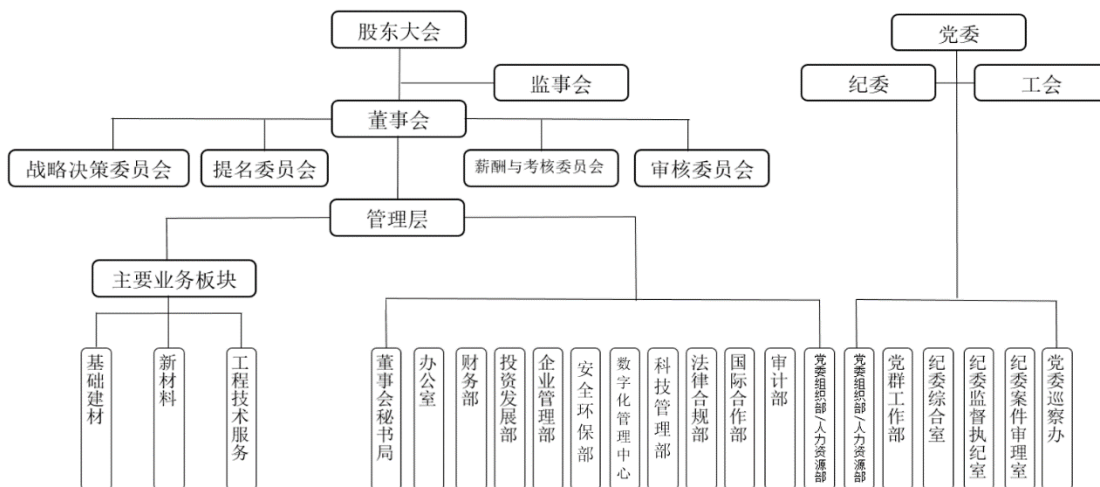 股东大会
党委
监事会
纪委
工会
董事会
战略决策委员会
提名委员会
薪酬与考核委员会
审核委员会
管理层
主要业务板块
基础建材
新材料
工程技术服务
董事会秘书局
办公室
财务部
投资发展部
企业管理部
安全环保部
数字化管理中心
科技管理部
法律合规部
国际合作部
审计部
党委组织部/人力资源部
党委组织部/人力资源部
党群工作部
纪委综合室
纪委监督执纪室
纪委案件审理室
党委巡察办